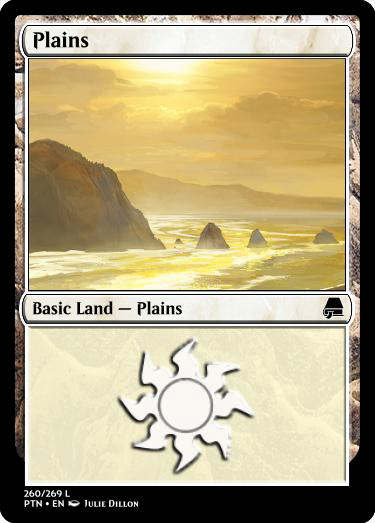 Plains
Basic Land — Plains
260/269 L
PTN • EN Julie Dillon